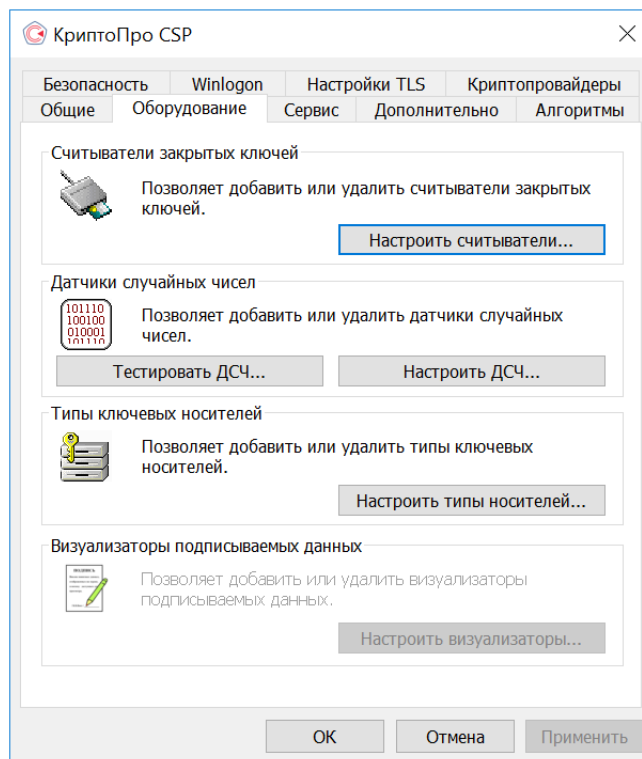 КриптоПро CSP
Безопасность Winlogon Настройки TLS Криптопровайдеры
Общие Оборудование Сервис Дополнительно Алгоритмы
Считыватели закрытых ключей
Позволяет добавить или удалить считыватели закрытых
ключей.
Настроить считыватели...
Датчики случайных чисел
101110
100100
010001
101110
Позволяет добавить или удалить датчики случайных
чисел.
Тестировать ДСЧ... Настроить ДСЧ...
Типы ключевых носителей
Позволяет добавить или удалить типы ключевых
носителей.
Настроить типы носителей...
Визуализаторы подписываемых данных
Позволяет добавить или удалить визуализаторы
подписываемых данных.
Настроить визуализаторы...
ОК Отмена Применить